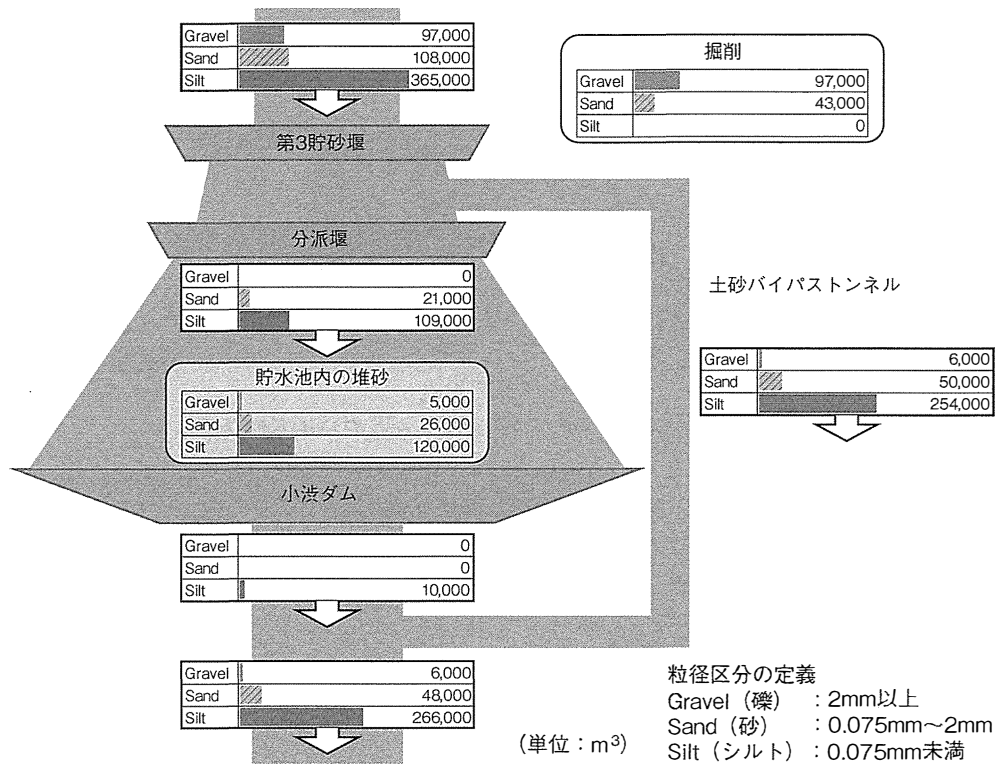 Gravel 97,000
Sand 108,000
Silt 365,000
掘削
Gravel 97,000
Sand 43,000
Silt 0
第3貯砂堰
分派堰
Gravel 0
Sand 21,000
Silt 109,000
土砂バイパストンネル
貯水池内の堆砂
Gravel 5,000
Sand 26,000
Silt 120,000
Gravel 6,000
Sand 50,000
Silt 254,000
小渋ダム
Gravel 0
Sand 0
Silt 10,000
Gravel 6,000
Sand 48,000
Silt 266,000
(単位:m³)
粒径区分の定義
Gravel(礫) :2mm以上
Sand(砂) :0.075mm~2mm
Silt(シルト) :0.075mm未満